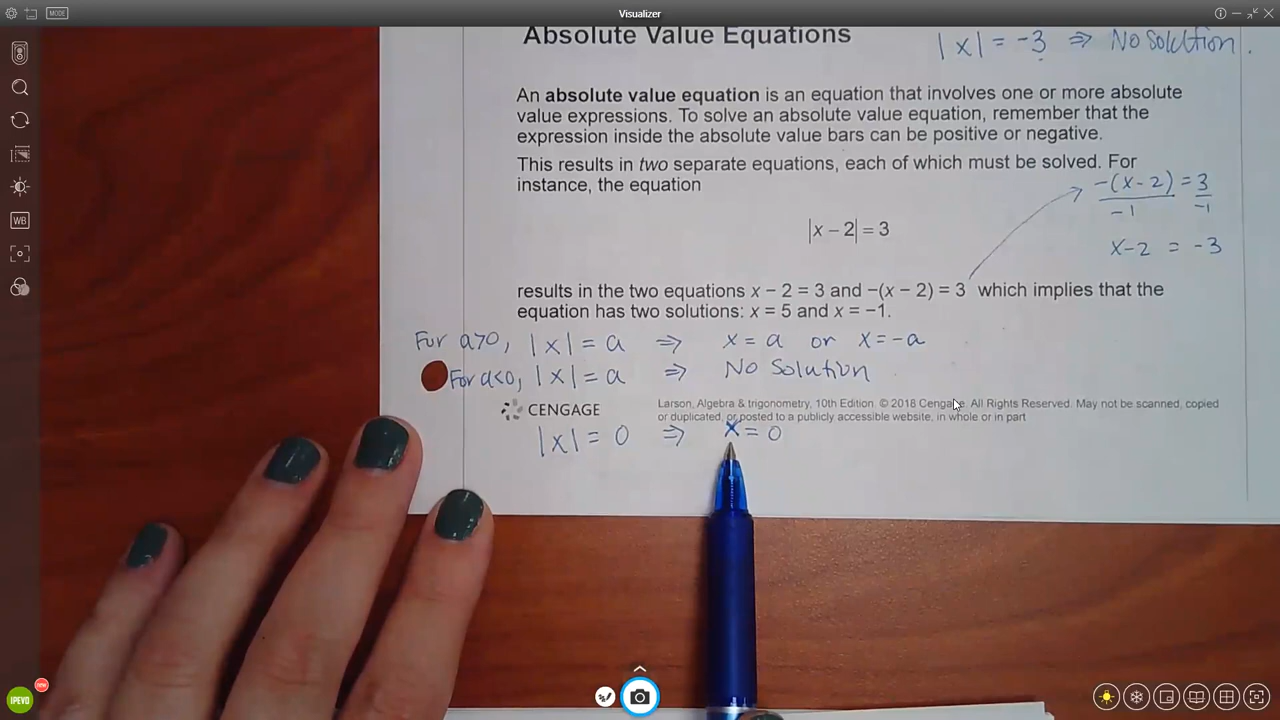 MODE
Visualizer
Absolute Value Equations
|x| = -3 ⇒ No Solution.
An absolute value equation is an equation that involves one or more absolute
value expressions. To solve an absolute value equation, remember that the
expression inside the absolute value bars can be positive or negative.
This results in two separate equations, each of which must be solved. For
instance, the equation
-(x-2) = 3
-1 -1
x-2 = -3
|x − 2| = 3
results in the two equations x − 2 = 3 and −(x − 2) = 3 which implies that the
equation has two solutions: x = 5 and x = −1.
For a>0, |x| = a ⇒ x = a or x = -a
For a<0, |x| = a ⇒ No Solution
CENGAGE
Larson, Algebra & trigonometry, 10th Edition. © 2018 Cengage. All Rights Reserved. May not be scanned, copied
or duplicated, or posted to a publicly accessible website, in whole or in part
|x| = 0 ⇒ x = 0
WB
IPEVO
new